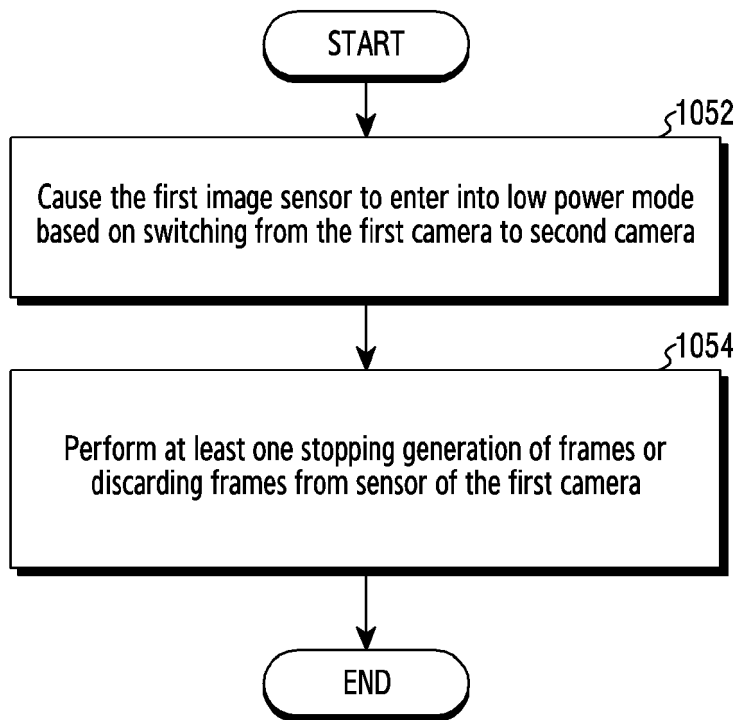 START
1052
Cause the first image sensor to enter into low power mode
based on switching from the first camera to second camera
1054
Perform at least one stopping generation of frames or
discarding frames from sensor of the first camera
END